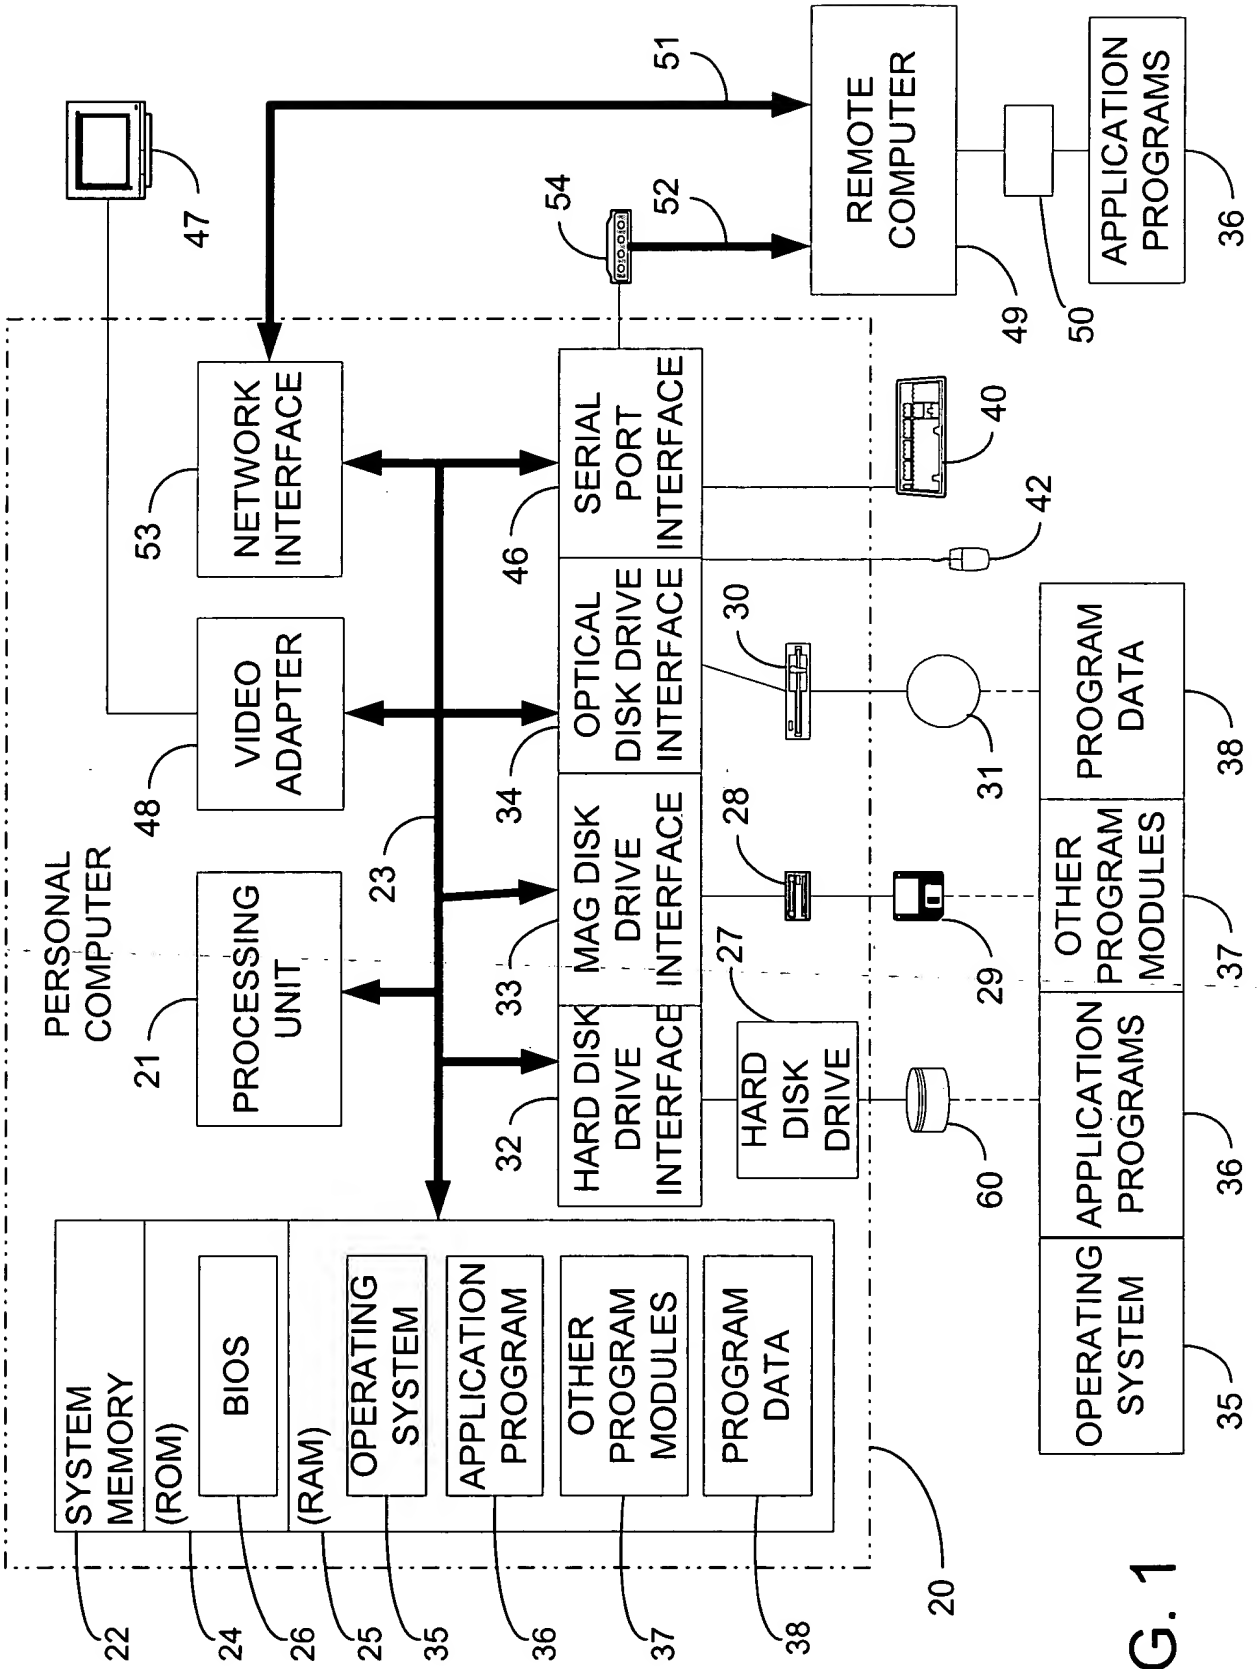 PERSONAL
COMPUTER
22
SYSTEM
MEMORY
24
(ROM)
26
BIOS
25
(RAM)
35
OPERATING
SYSTEM
36
APPLICATION
PROGRAM
37
OTHER
PROGRAM
MODULES
38
PROGRAM
DATA
21
PROCESSING
UNIT
48
VIDEO
ADAPTER
53
NETWORK
INTERFACE
47
23
32
HARD DISK
DRIVE
INTERFACE
33
MAG DISK
DRIVE
INTERFACE
34
OPTICAL
DISK DRIVE
INTERFACE
46
SERIAL
PORT
INTERFACE
54
51
52
27
HARD
DISK
DRIVE
28
30
REMOTE
COMPUTER
20
60
29
31
42
40
49
50
OPERATING
SYSTEM
35
APPLICATION
PROGRAMS
36
OTHER
PROGRAM
MODULES
37
PROGRAM
DATA
38
APPLICATION
PROGRAMS
36
G. 1